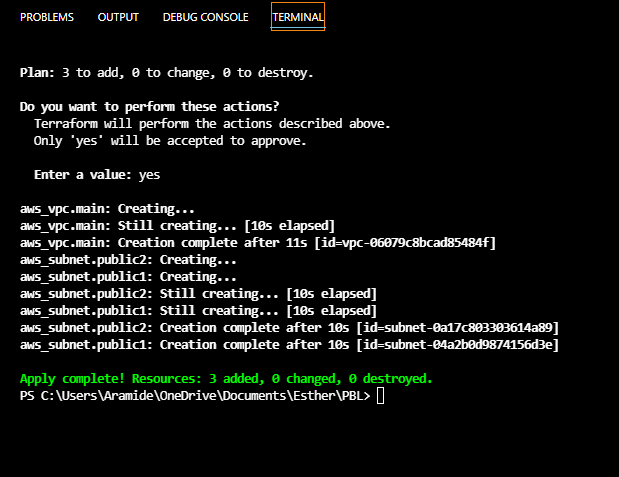 PROBLEMS OUTPUT DEBUG CONSOLE TERMINAL
Plan: 3 to add, 0 to change, 0 to destroy.
Do you want to perform these actions?
Terraform will perform the actions described above.
Only 'yes' will be accepted to approve.
Enter a value: yes
aws_vpc.main: Creating...
aws_vpc.main: Still creating... [10s elapsed]
aws_vpc.main: Creation complete after 11s [id=vpc-06079c8bcad85484f]
aws_subnet.public2: Creating...
aws_subnet.public1: Creating...
aws_subnet.public2: Still creating... [10s elapsed]
aws_subnet.public1: Still creating... [10s elapsed]
aws_subnet.public2: Creation complete after 10s [id=subnet-0a17c803303614a89]
aws_subnet.public1: Creation complete after 10s [id=subnet-04a2b0d9874156d3e]
Apply complete! Resources: 3 added, 0 changed, 0 destroyed.
PS C:\Users\Aramide\OneDrive\Documents\Esther\PBL>